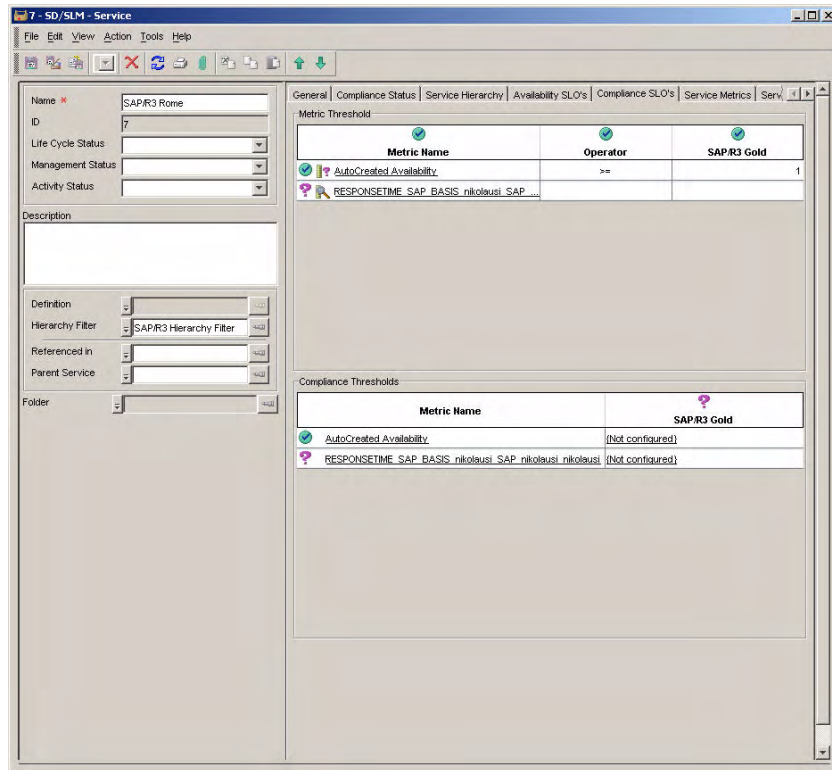 7 - SD/SLM - Service
File Edit View Action Tools Help
Name
SAP/R3 Rome
ID
7
Life Cycle Status
Management Status
Activity Status
Description
Definition
Hierarchy Filter
SAP/R3 Hierarchy Filter
Referenced in
Parent Service
Folder
General Compliance Status Service Hierarchy Availability SLO's Compliance SLO's Service Metrics Serv
Metric Threshold
Metric Name Operator SAP/R3 Gold
AutoCreated Availability >= 1
RESPONSETIME_SAP_BASIS_nikolausi_SAP_...
Compliance Thresholds
Metric Name SAP/R3 Gold
AutoCreated Availability {Not configured}
RESPONSETIME_SAP_BASIS_nikolausi_SAP_nikolausi_nikolausi {Not configured}